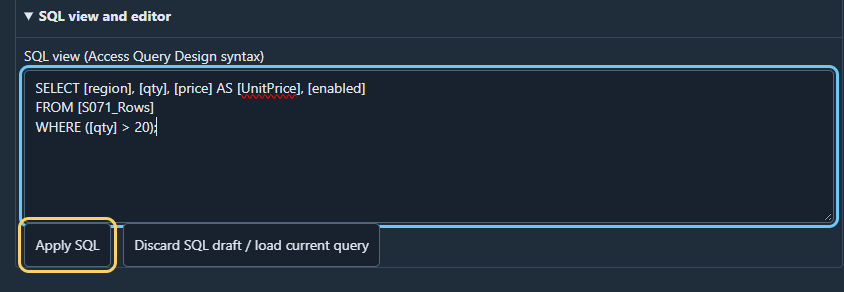 ▼ SQL view and editor
SQL view (Access Query Design syntax)
SELECT [region], [qty], [price] AS [UnitPrice], [enabled]
FROM [S071_Rows]
WHERE ([qty] > 20);
Apply SQL
Discard SQL draft / load current query